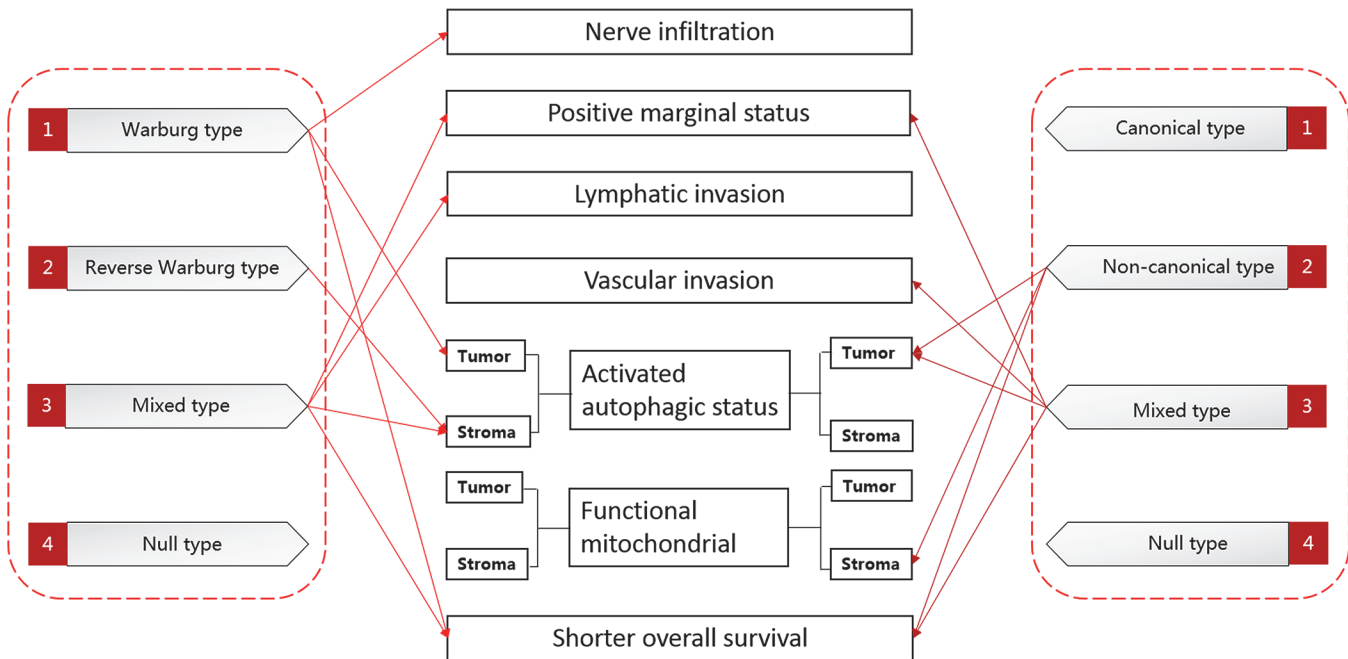 Nerve infiltration
1 Warburg type
Positive marginal status
Canonical type 1
Lymphatic invasion
2 Reverse Warburg type
Vascular invasion
Non-canonical type 2
Tumor
Activated
autophagic status
Tumor
3 Mixed type
Mixed type 3
Stroma
Stroma
Tumor
Functional
mitochondrial
Tumor
4 Null type
Null type 4
Stroma
Stroma
Shorter overall survival